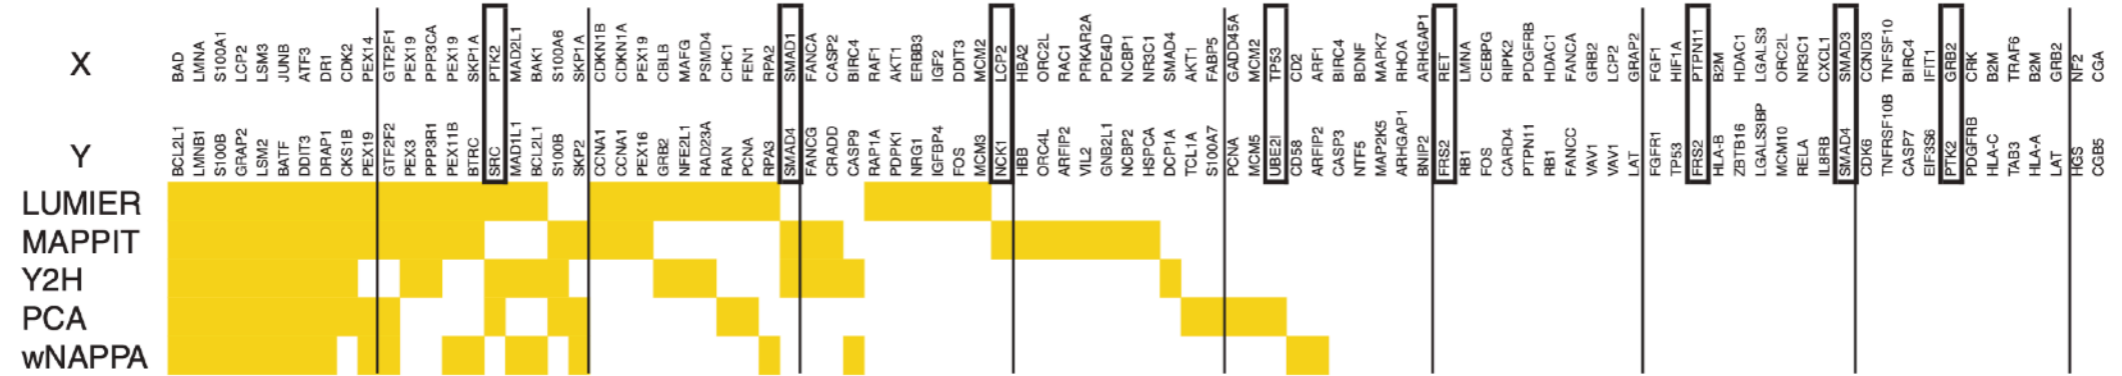 X BAD LMNA S100A1 LCP2 LSM3 JUNB ATF3 DR1 CDK2 PEX14 GTF2F1 PEX19 PPP3CA PEX19 SKP1A PTK2 MAD2L1 BAK1 S100A6 SKP1A CDKN1B CDKN1A PEX19 CBLB MAFG PSMD4 CHC1 FEN1 RPA2 SMAD1 FANCA CASP2 BIRC4 RAF1 AKT1 ERBB3 IGF2 DDIT3 MCM2 LCP2 HBA2 ORC2L RAC1 PRKAR2A PDE4D NCBP1 NR3C1 SMAD4 AKT1 FABP5 GADD45A MCM2 TP53 CD2 ARF1 BIRC4 BDNF MAPK7 RHOA ARHGAP1 RET LMNA CEBPG RIPK2 PDGFRB HDAC1 FANCA GRB2 LCP2 GRAP2 FGF1 HIF1A PTPN11 B2M HDAC1 LGALS3 ORC2L NR3C1 CXCL1 SMAD3 CCND3 TNFSF10 BIRC4 IFIT1 GRB2 CRK B2M TRAF6 B2M GRB2 NF2 CGA
Y BCL2L1 LMNB1 S100B GRAP2 LSM2 BATF DDIT3 DRAP1 CKS1B PEX19 GTF2F2 PEX3 PPP3R1 PEX11B BTRC SRC MAD1L1 BCL2L1 S100B SKP2 CCNA1 CCNA1 PEX16 GRB2 NFE2L1 RAD23A RAN PCNA RPA3 SMAD4 FANCG CRADD CASP9 RAP1A PDPK1 NRG1 IGFBP4 FOS MCM3 NCK1 HBB ORC4L ARFIP2 VIL2 GNB2L1 NCBP2 HSPCA DCP1A TCL1A S100A7 PCNA MCM5 UBE2I CD58 ARFIP2 CASP3 NTF5 MAP2K5 ARHGAP1 BNIP2 FRS2 RB1 FOS CARD4 PTPN11 RB1 FANCC VAV1 VAV1 LAT FGFR1 TP53 FRS2 HLA-B ZBTB16 LGALS3BP MCM10 RELA IL8RB SMAD4 CDK6 TNFRSF10B CASP7 EIF3S6 PTK2 PDGFRB HLA-C TAB3 HLA-A LAT HGS CGB5
LUMIER
MAPPIT
Y2H
PCA
wNAPPA